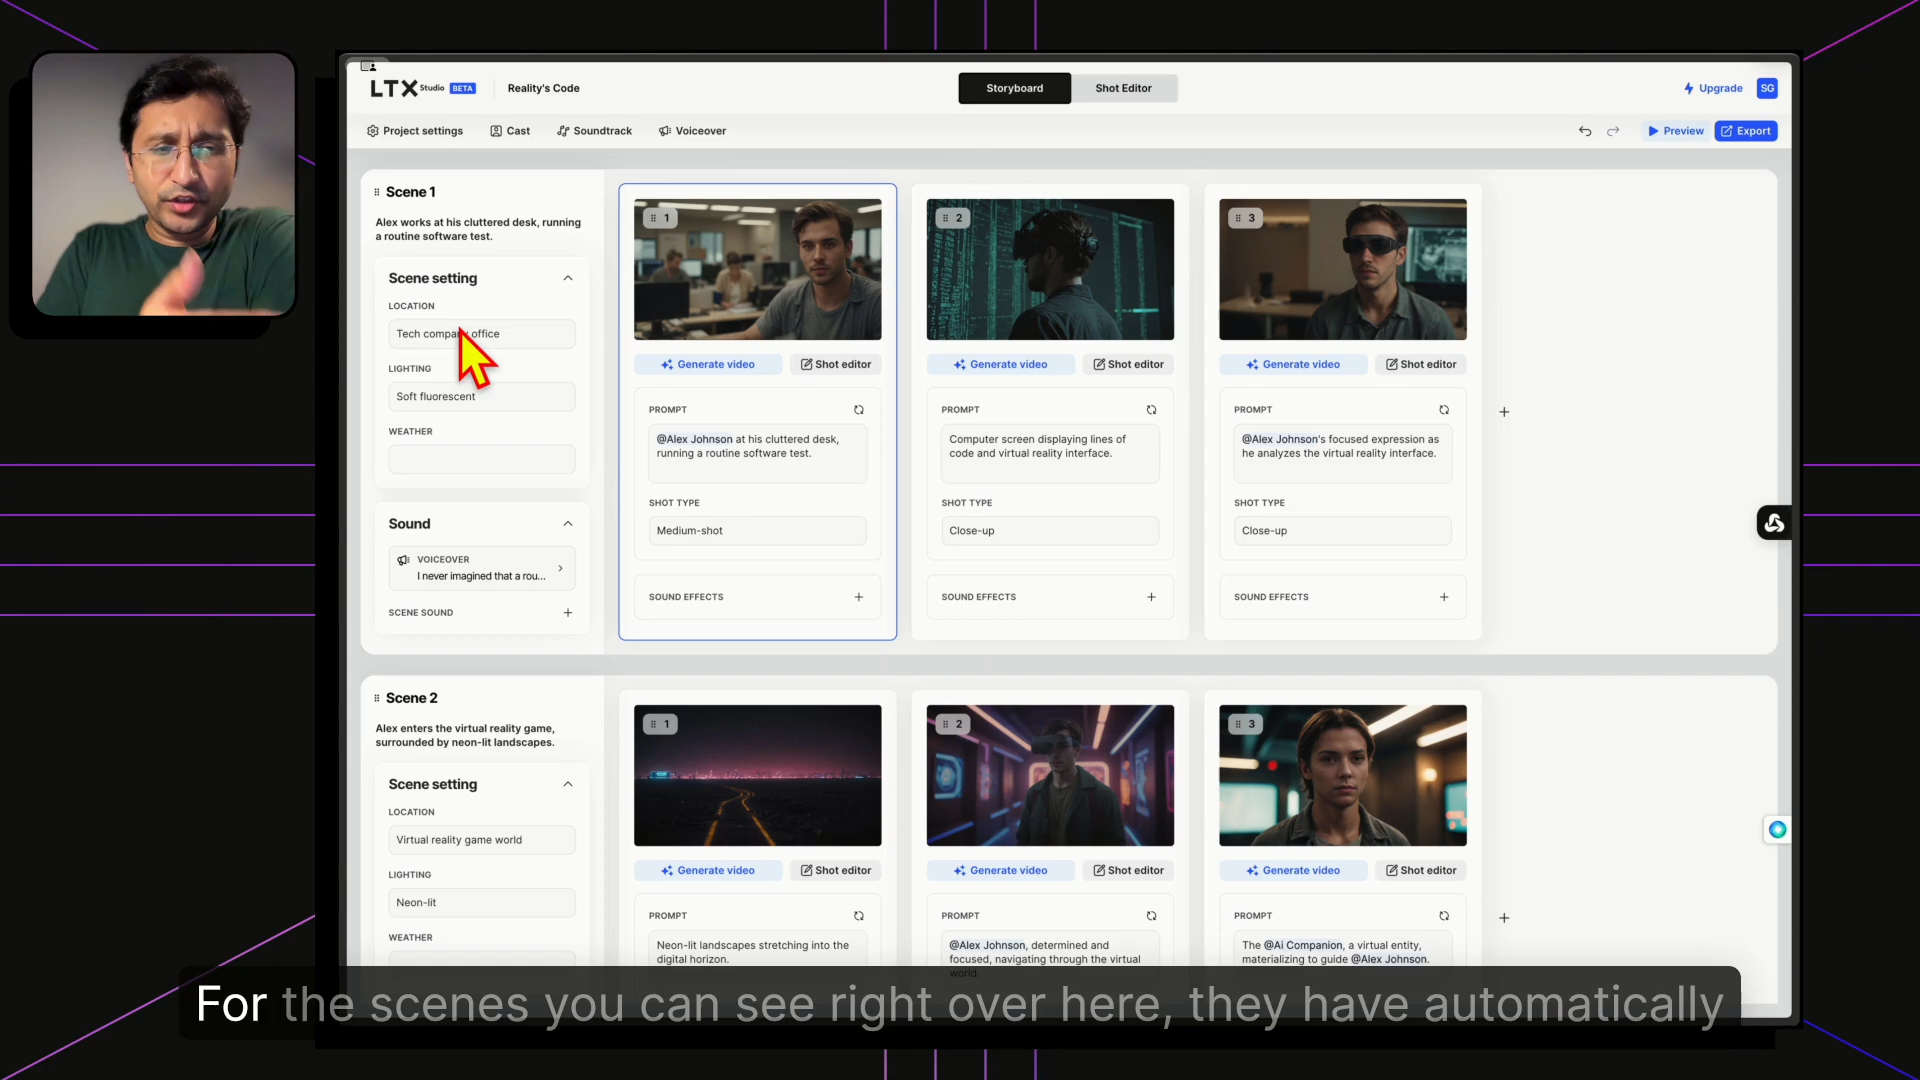 LTX Studio BETA
Reality's Code
Storyboard
Shot Editor
Upgrade
SG
Project settings
Cast
Soundtrack
Voiceover
Preview
Export
Scene 1
Alex works at his cluttered desk, running
a routine software test.
Scene setting
LOCATION
Tech company office
LIGHTING
Soft fluorescent
WEATHER
Sound
VOICEOVER
I never imagined that a rou...
SCENE SOUND
1
Generate video
Shot editor
PROMPT
@Alex Johnson at his cluttered desk,
running a routine software test.
SHOT TYPE
Medium-shot
SOUND EFFECTS
2
Generate video
Shot editor
PROMPT
Computer screen displaying lines of
code and virtual reality interface.
SHOT TYPE
Close-up
SOUND EFFECTS
3
Generate video
Shot editor
PROMPT
@Alex Johnson's focused expression as
he analyzes the virtual reality interface.
SHOT TYPE
Close-up
SOUND EFFECTS
Scene 2
Alex enters the virtual reality game,
surrounded by neon-lit landscapes.
Scene setting
LOCATION
Virtual reality game world
LIGHTING
Neon-lit
WEATHER
1
Generate video
Shot editor
PROMPT
Neon-lit landscapes stretching into the
digital horizon.
2
Generate video
Shot editor
PROMPT
@Alex Johnson, determined and
focused, navigating through the virtual
world.
3
Generate video
Shot editor
PROMPT
The @Ai Companion, a virtual entity,
materializing to guide @Alex Johnson.
For the scenes you can see right over here, they have automatically